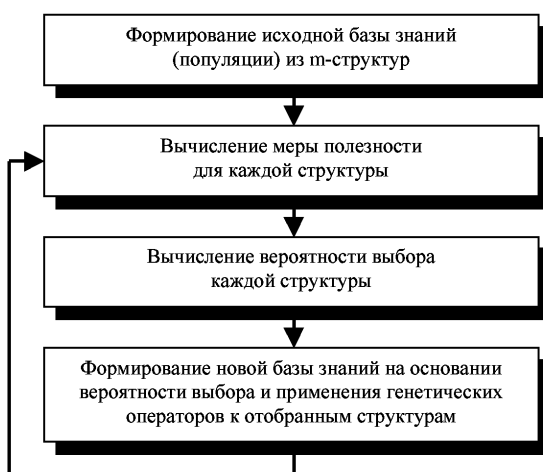 Формирование исходной базы знаний
(популяции) из m-структур
Вычисление меры полезности
для каждой структуры
Вычисление вероятности выбора
каждой структуры
Формирование новой базы знаний на основании
вероятности выбора и применения генетических
операторов к отобранным структурам